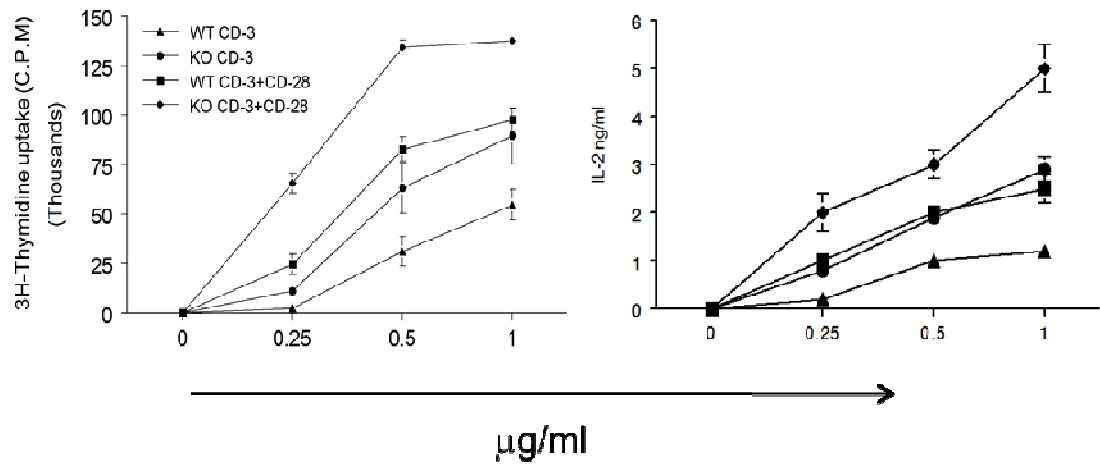 3H-Thymidine uptake (C.P.M)
(Thousands)
150
125
100
75
50
25
0
WT CD-3
KO CD-3
WT CD-3+CD-28
KO CD-3+CD-28
0 0.25 0.5 1
IL-2 ng/ml
6
5
4
3
2
1
0
0 0.25 0.5 1
μg/ml